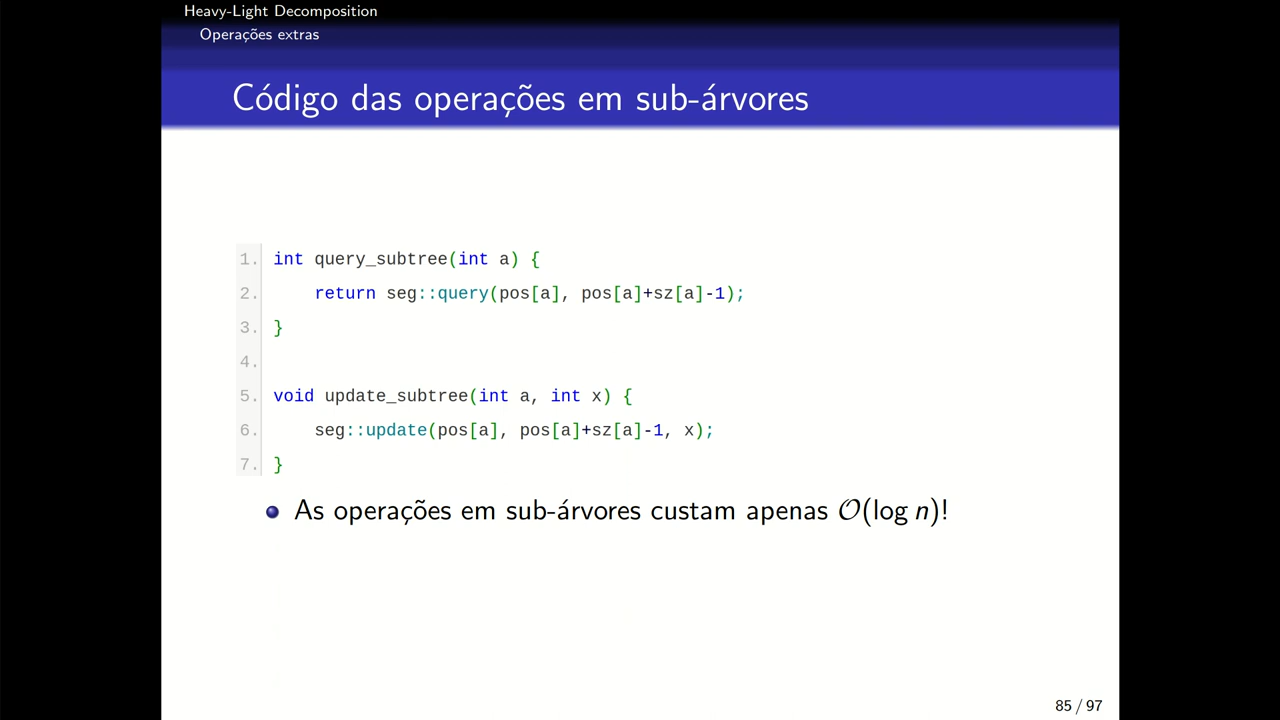 Heavy-Light Decomposition
Operações extras
Código das operações em sub-árvores
1. int query_subtree(int a) {
2.     return seg::query(pos[a], pos[a]+sz[a]-1);
3. }
4.
5. void update_subtree(int a, int x) {
6.     seg::update(pos[a], pos[a]+sz[a]-1, x);
7. }
As operações em sub-árvores custam apenas O(log n)!
85 / 97